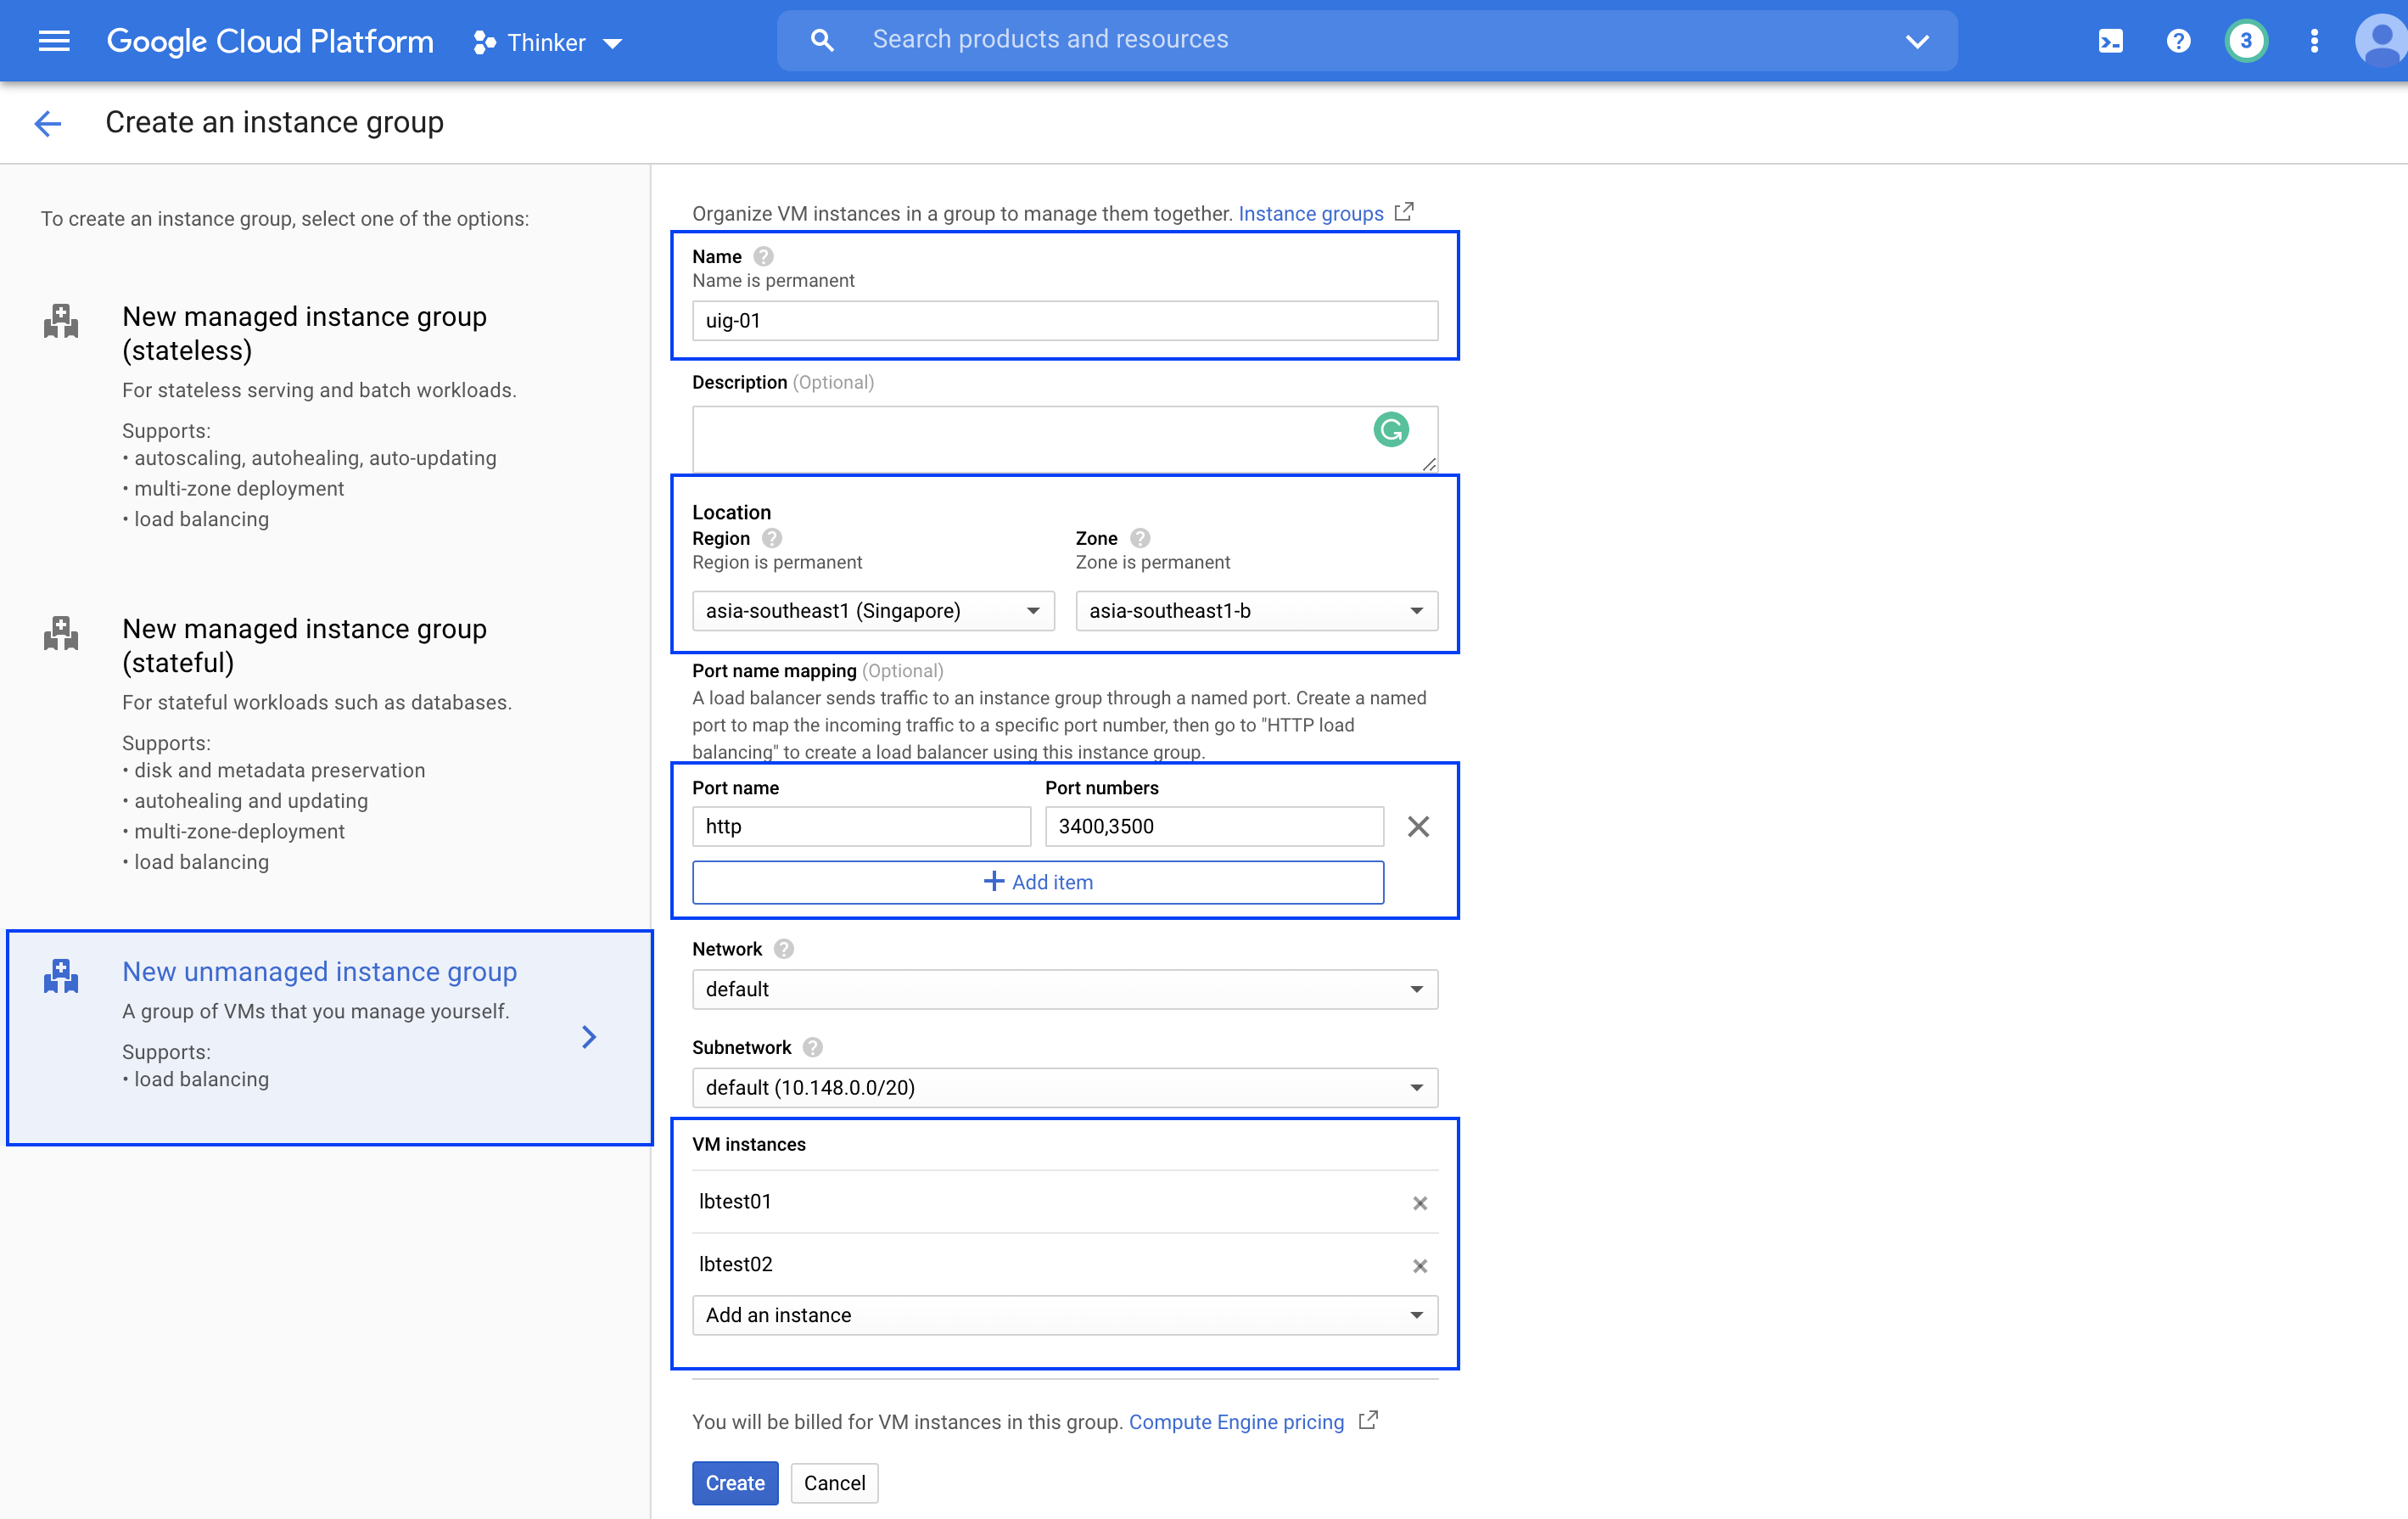 Google Cloud Platform
Thinker
Search products and resources
3
Create an instance group
To create an instance group, select one of the options:
New managed instance group
(stateless)
For stateless serving and batch workloads.
Supports:
• autoscaling, autohealing, auto-updating
• multi-zone deployment
• load balancing
New managed instance group
(stateful)
For stateful workloads such as databases.
Supports:
• disk and metadata preservation
• autohealing and updating
• multi-zone-deployment
• load balancing
New unmanaged instance group
A group of VMs that you manage yourself.
Supports:
• load balancing
Organize VM instances in a group to manage them together. Instance groups
Name
Name is permanent
uig-01
Description (Optional)
Location
Region
Region is permanent
asia-southeast1 (Singapore)
Zone
Zone is permanent
asia-southeast1-b
Port name mapping (Optional)
A load balancer sends traffic to an instance group through a named port. Create a named
port to map the incoming traffic to a specific port number, then go to "HTTP load
balancing" to create a load balancer using this instance group.
Port name
http
Port numbers
3400,3500
Add item
Network
default
Subnetwork
default (10.148.0.0/20)
VM instances
lbtest01
lbtest02
Add an instance
You will be billed for VM instances in this group. Compute Engine pricing
Create
Cancel